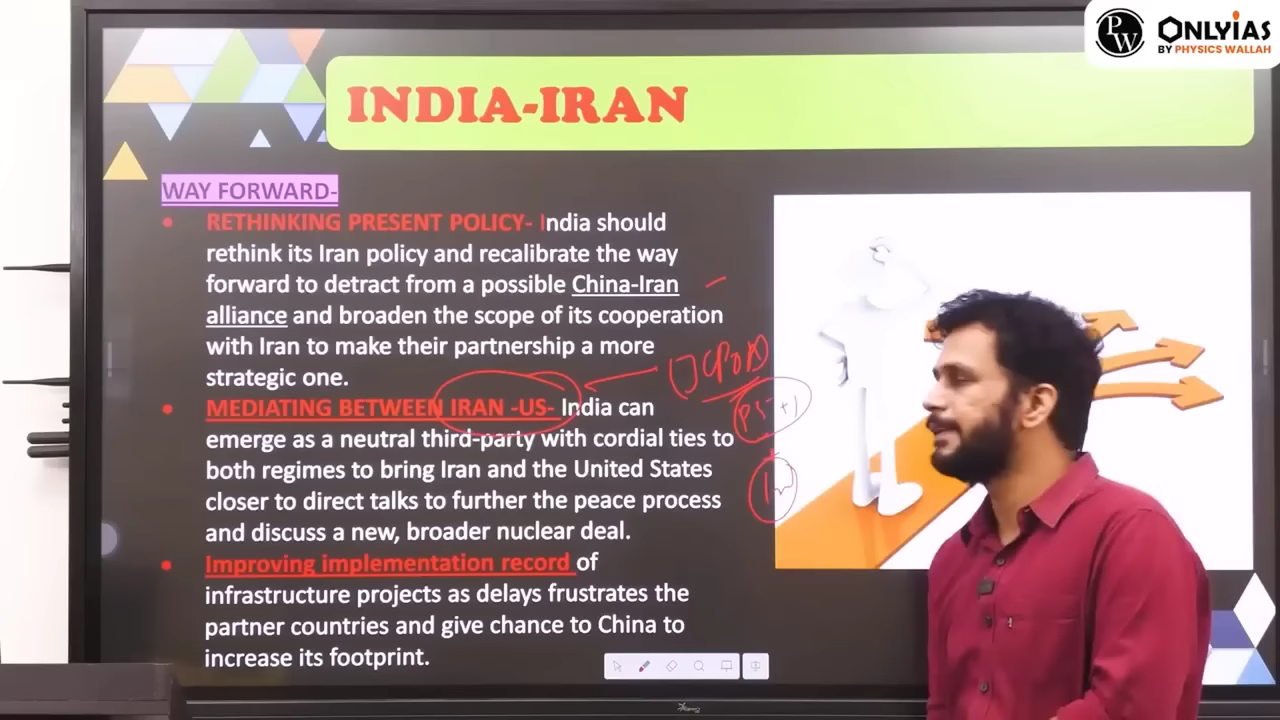 PW
ONLYIAS
BY PHYSICS WALLAH
INDIA-IRAN
WAY FORWARD-
• RETHINKING PRESENT POLICY- India should
rethink its Iran policy and recalibrate the way
forward to detract from a possible China-Iran
alliance and broaden the scope of its cooperation
with Iran to make their partnership a more
strategic one.
• MEDIATING BETWEEN IRAN -US- India can
emerge as a neutral third-party with cordial ties to
both regimes to bring Iran and the United States
closer to direct talks to further the peace process
and discuss a new, broader nuclear deal.
• Improving implementation record of
infrastructure projects as delays frustrates the
partner countries and give chance to China to
increase its footprint.
JCPOA
P5+1